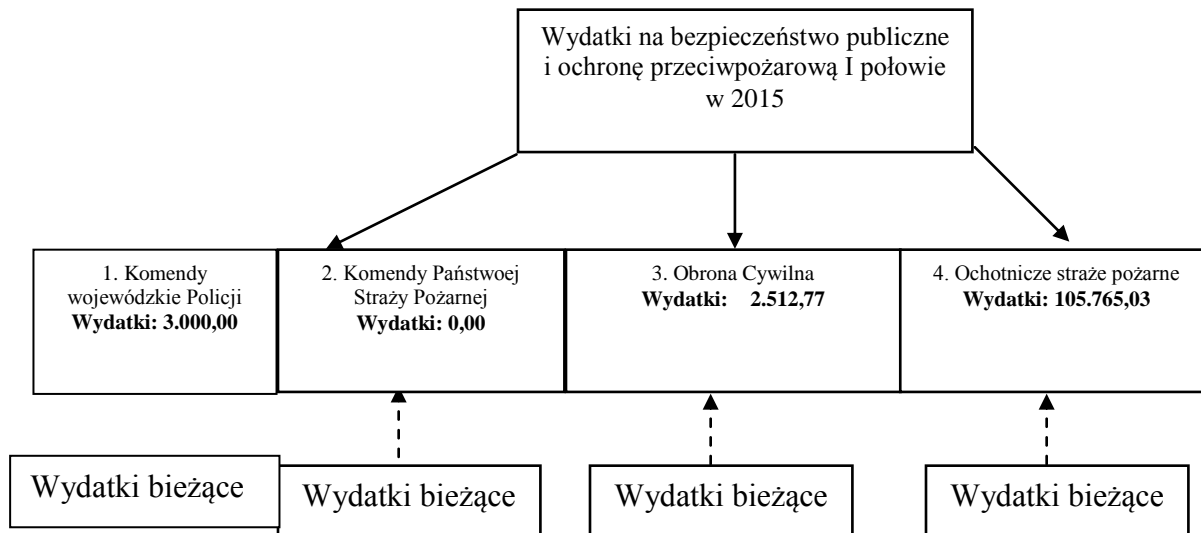 Wydatki na bezpieczeństwo publiczne
i ochronę przeciwpożarową I połowie
w 2015
1. Komendy
wojewódzkie Policji
Wydatki: 3.000,00
2. Komendy Państwoej
Straży Pożarnej
Wydatki: 0,00
3. Obrona Cywilna
Wydatki: 2.512,77
4. Ochotnicze straże pożarne
Wydatki: 105.765,03
Wydatki bieżące
Wydatki bieżące
Wydatki bieżące
Wydatki bieżące